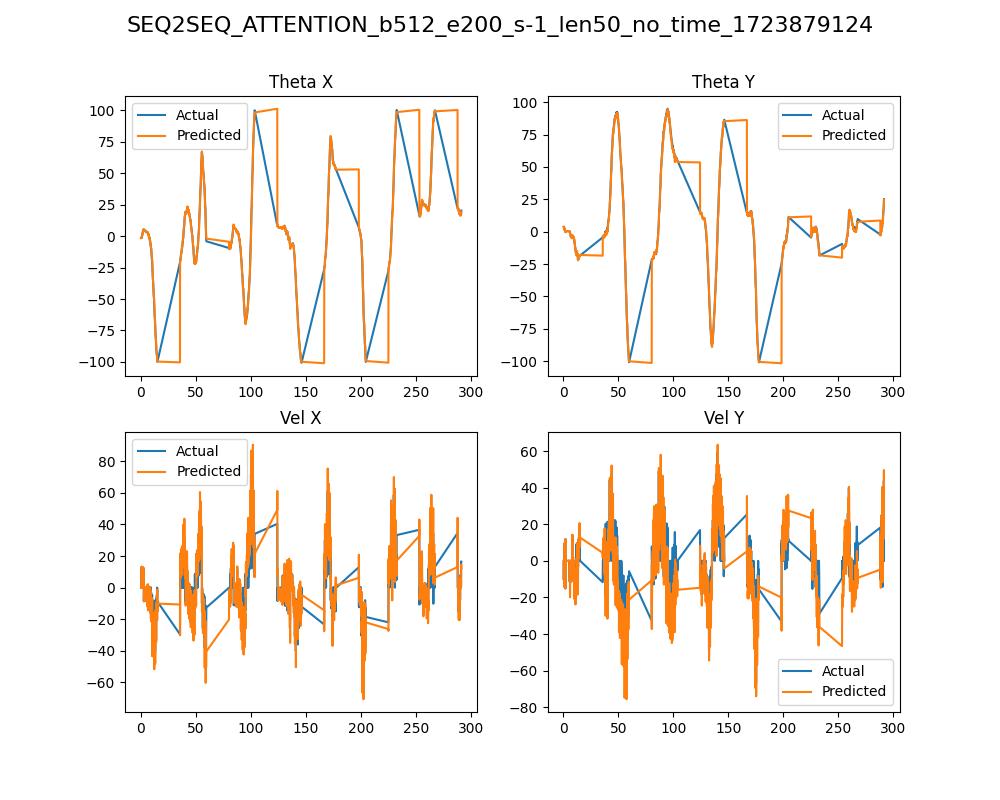 SEQ2SEQ_ATTENTION_b512_e200_s-1_len50_no_time_1723879124
Theta X
100
75
50
25
0
−25
−50
−75
−100
0 50 100 150 200 250 300
Actual
Predicted
Theta Y
100
75
50
25
0
−25
−50
−75
−100
0 50 100 150 200 250 300
Actual
Predicted
Vel X
80
60
40
20
0
−20
−40
−60
0 50 100 150 200 250 300
Actual
Predicted
Vel Y
60
40
20
0
−20
−40
−60
−80
0 50 100 150 200 250 300
Actual
Predicted